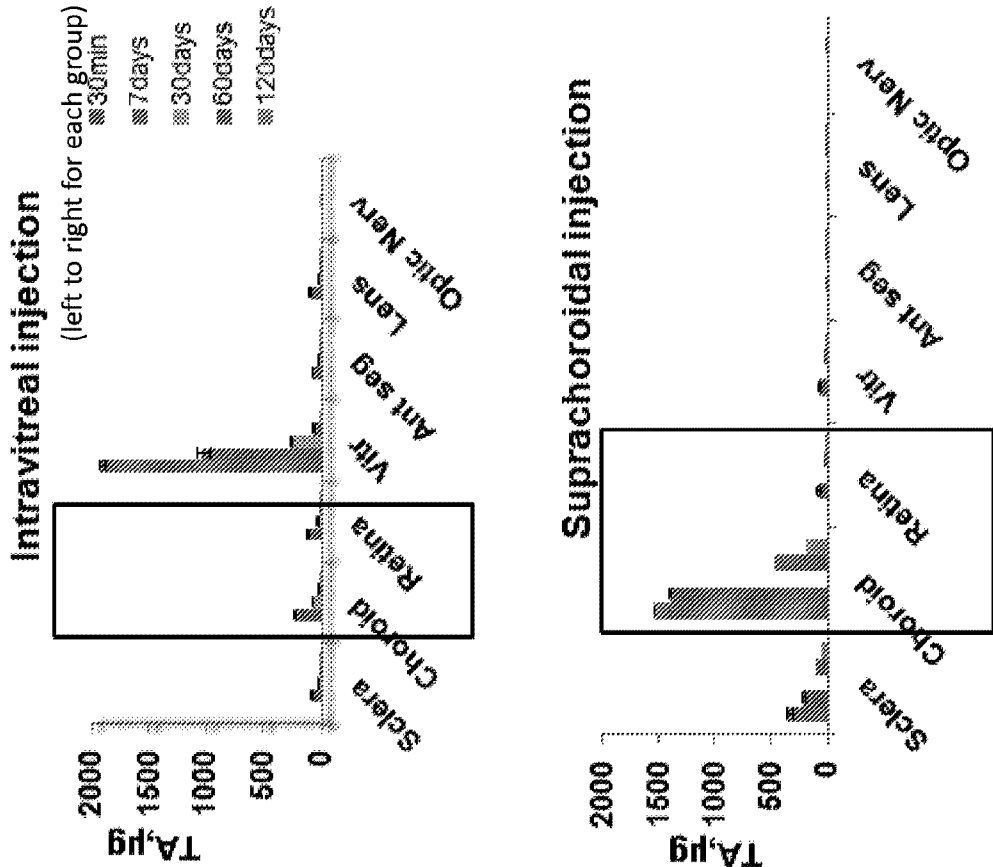 Intravitreal injection
(left to right for each group)
30min
7days
30days
60days
120days
TA,µg
2000
1500
1000
500
0
Sclera
Choroid
Retina
Vitr
Ant seg
Lens
Optic Nerv
Suprachoroidal injection
TA,µg
2000
1500
1000
500
0
Sclera
Choroid
Retina
Vitr
Ant seg
Lens
Optic Nerv